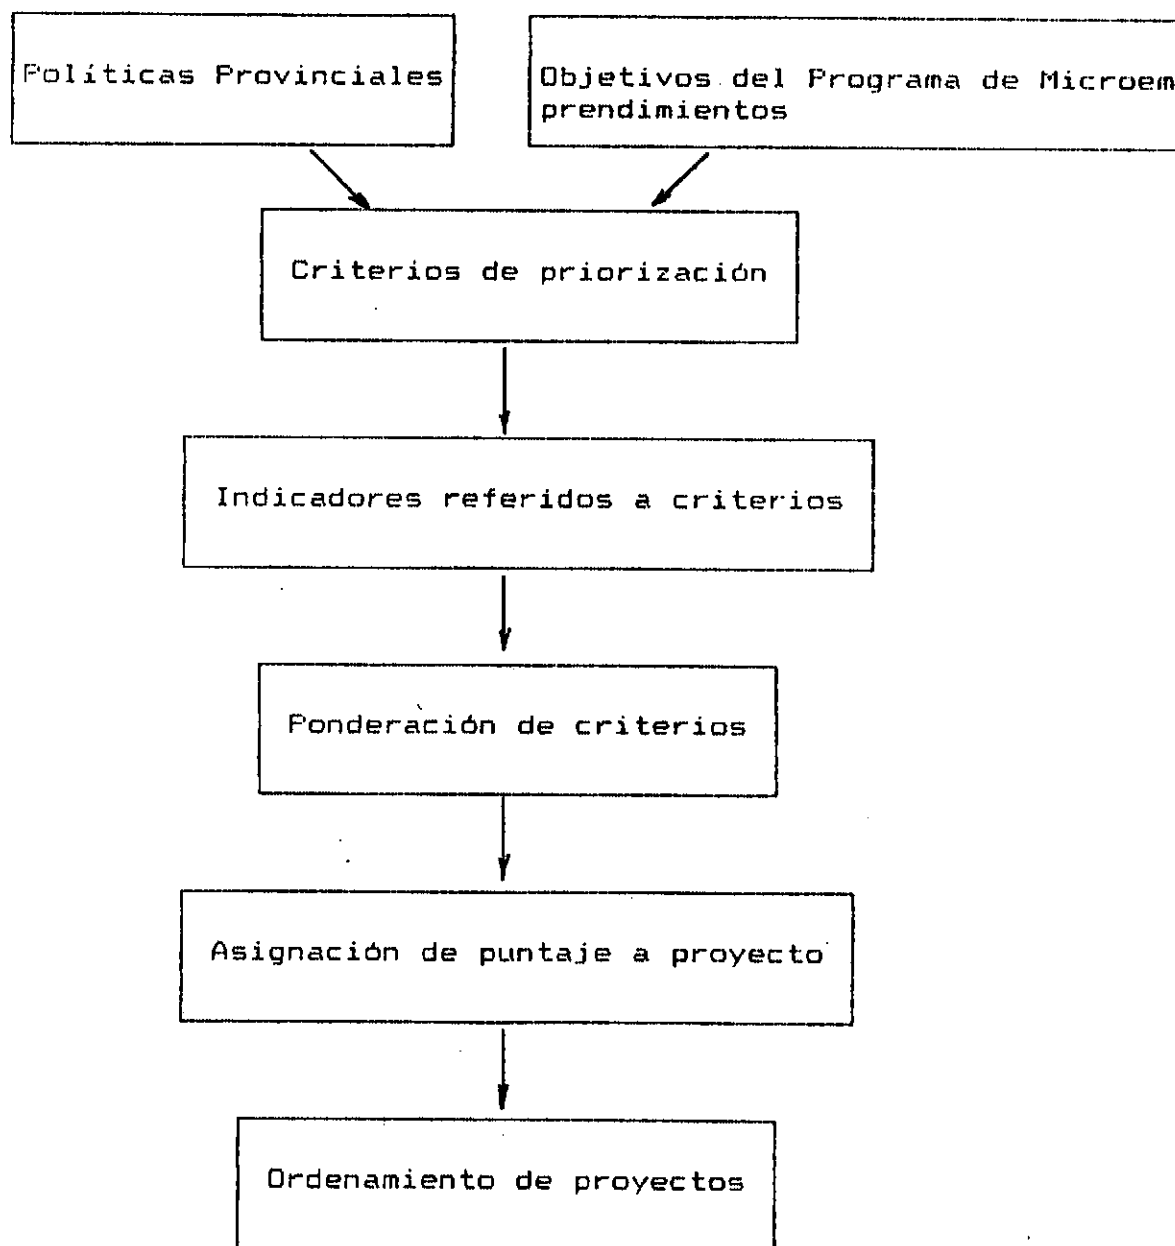 Políticas Provinciales
Objetivos del Programa de Microem
prendimientos
Criterios de priorización
Indicadores referidos a criterios
Ponderación de criterios
Asignación de puntaje a proyecto
Ordenamiento de proyectos